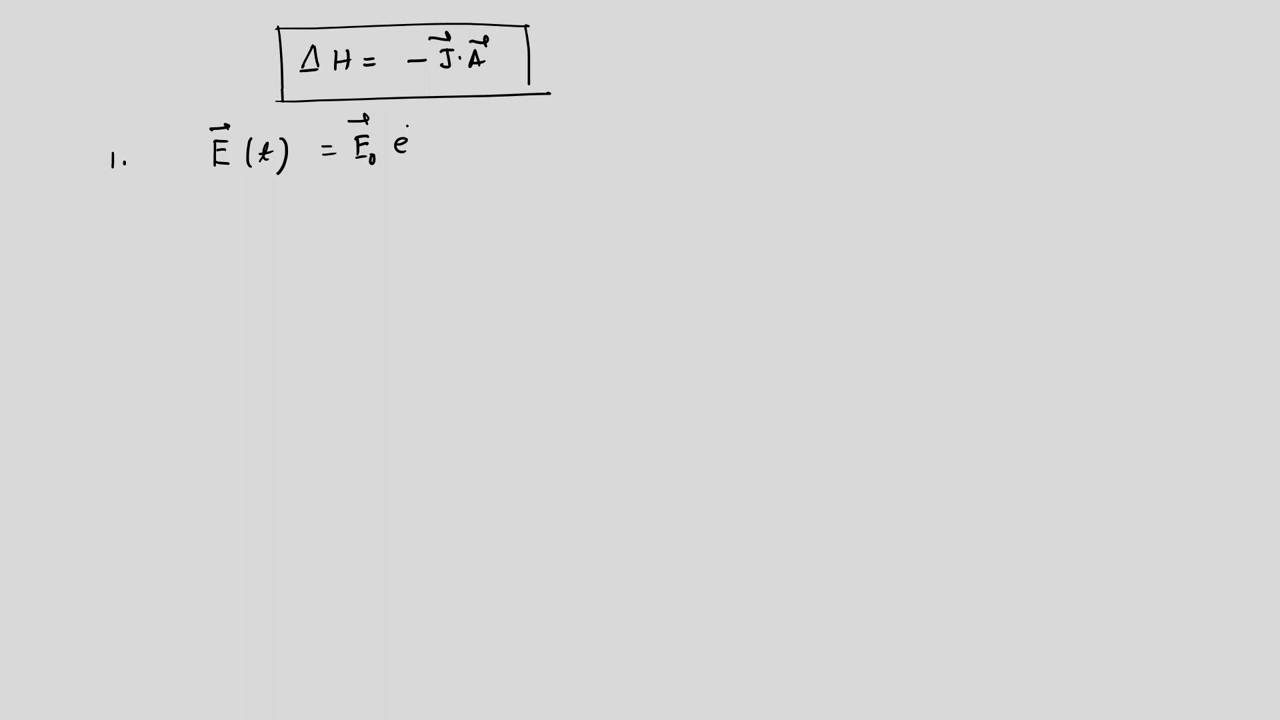 ΔH = -J⃗·A⃗
1. E⃗(t) = E⃗₀ e